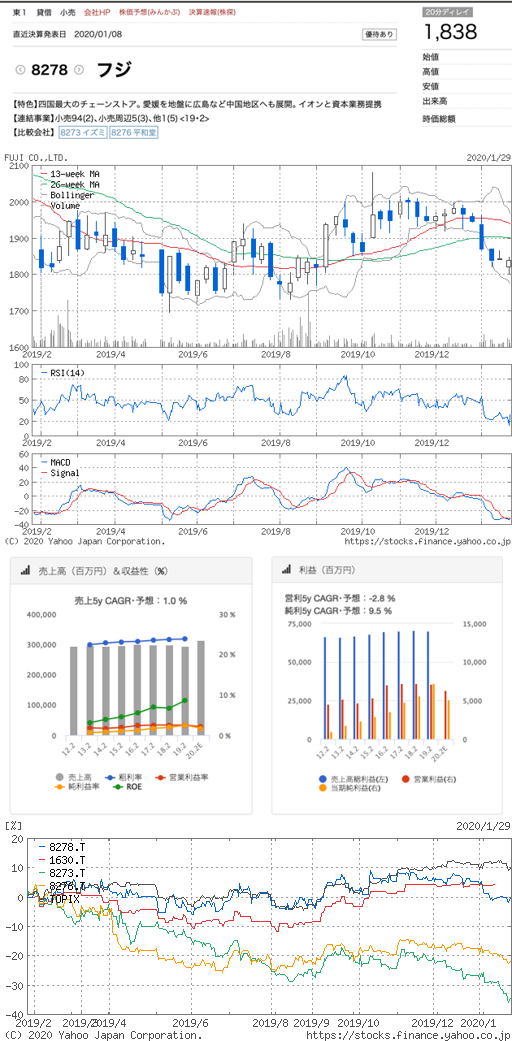 東1 貸借 小売 会社HP 株価予想(みんかぶ) 決算速報(株探)
20分ディレイ
直近決算発表日 2020/01/08
優待あり
1,838
8278 フジ
始値
高値
安値
出来高
時価総額
【特色】四国最大のチェーンストア。愛媛を地盤に広島など中国地区へも展開。イオンと資本業務提携
【連結事業】小売94(2)、小売周辺5(3)、他1(5) <19・2>
【比較会社】 8273 イズミ 8276 平和堂
FUJI CO.,LTD. 2020/1/29
2100
2000
1900
1800
1700
1600
13-week MA
26-week MA
Bollinger
Volume
2019/2 2019/4 2019/6 2019/8 2019/10 2019/12
100
80
60
40
20
0
RSI(14)
2019/2 2019/4 2019/6 2019/8 2019/10 2019/12
60
40
20
0
-20
-40
MACD
Signal
2019/2 2019/4 2019/6 2019/8 2019/10 2019/12
(C) 2020 Yahoo Japan Corporation. https://stocks.finance.yahoo.co.jp
売上高（百万円）＆収益性（%）
売上5y CAGR・予想：1.0 %
400,000
300,000
200,000
100,000
0
30 %
20 %
10 %
0 %
12.2 13.2 14.2 15.2 16.2 17.2 18.2 19.2 20.2E
売上高 粗利率 営業利益率
純利益率 ROE
利益（百万円）
営利5y CAGR・予想：-2.8 %
純利5y CAGR・予想：9.5 %
75,000
50,000
25,000
0
15,000
10,000
5,000
0
12.2 13.2 14.2 15.2 16.2 17.2 18.2 19.2 20.2E
売上高総利益(左) 営業利益(右)
当期純利益(右)
[%] 2020/1/29
20
10
0
-10
-20
-30
-40
8278.T
1630.T
8273.T
8276.T
TOPIX
2019/2 2019/3 2019/4 2019/6 2019/8 2019/9 2019/10 2019/12 2020/1
(C) 2020 Yahoo Japan Corporation. https://stocks.finance.yahoo.co.jp